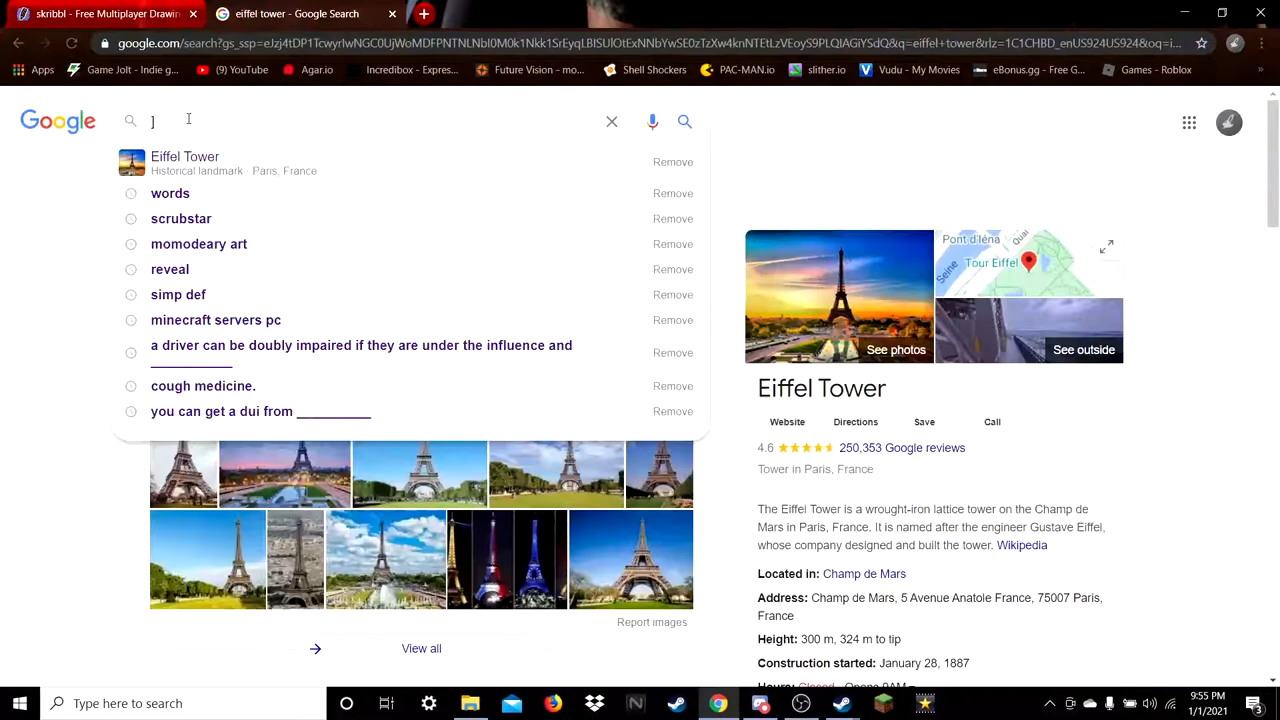 skribbl - Free Multiplayer Drawin
eiffel tower - Google Search
google.com/search?gs_ssp=eJzj4tDP1TcwyrIwNGC0UjWoMDFPNTNLNbI0M0k1Nkk1SrEyqLBISUlOtExNNbYwSE0zTzXw4knNTEtLzVEoyS9PLQIAGiYSdQ&q=eiffel+tower&rlz=1C1CHBD_enUS924US924&oq=i...
Apps
Game Jolt - Indie g...
(9) YouTube
Agar.io
Incredibox - Expres...
Future Vision - mo...
Shell Shockers
PAC-MAN.io
slither.io
Vudu - My Movies
eBonus.gg - Free G...
Games - Roblox
Google
]
Eiffel Tower Remove
Historical landmark · Paris, France
words Remove
scrubstar Remove
momodeary art Remove
reveal Remove
simp def Remove
minecraft servers pc Remove
a driver can be doubly impaired if they are under the influence and
____________ Remove
cough medicine. Remove
you can get a dui from ___________ Remove
Report images
View all
Pont d'Iéna
Quai
Tour Eiffel
Seine
See photos
See outside
Eiffel Tower
Website Directions Save Call
4.6 250,353 Google reviews
Tower in Paris, France
The Eiffel Tower is a wrought-iron lattice tower on the Champ de
Mars in Paris, France. It is named after the engineer Gustave Eiffel,
whose company designed and built the tower. Wikipedia
Located in: Champ de Mars
Address: Champ de Mars, 5 Avenue Anatole France, 75007 Paris,
France
Height: 300 m, 324 m to tip
Construction started: January 28, 1887
Hours: Closed · Opens 9AM
Type here to search
9:55 PM
1/1/2021
3